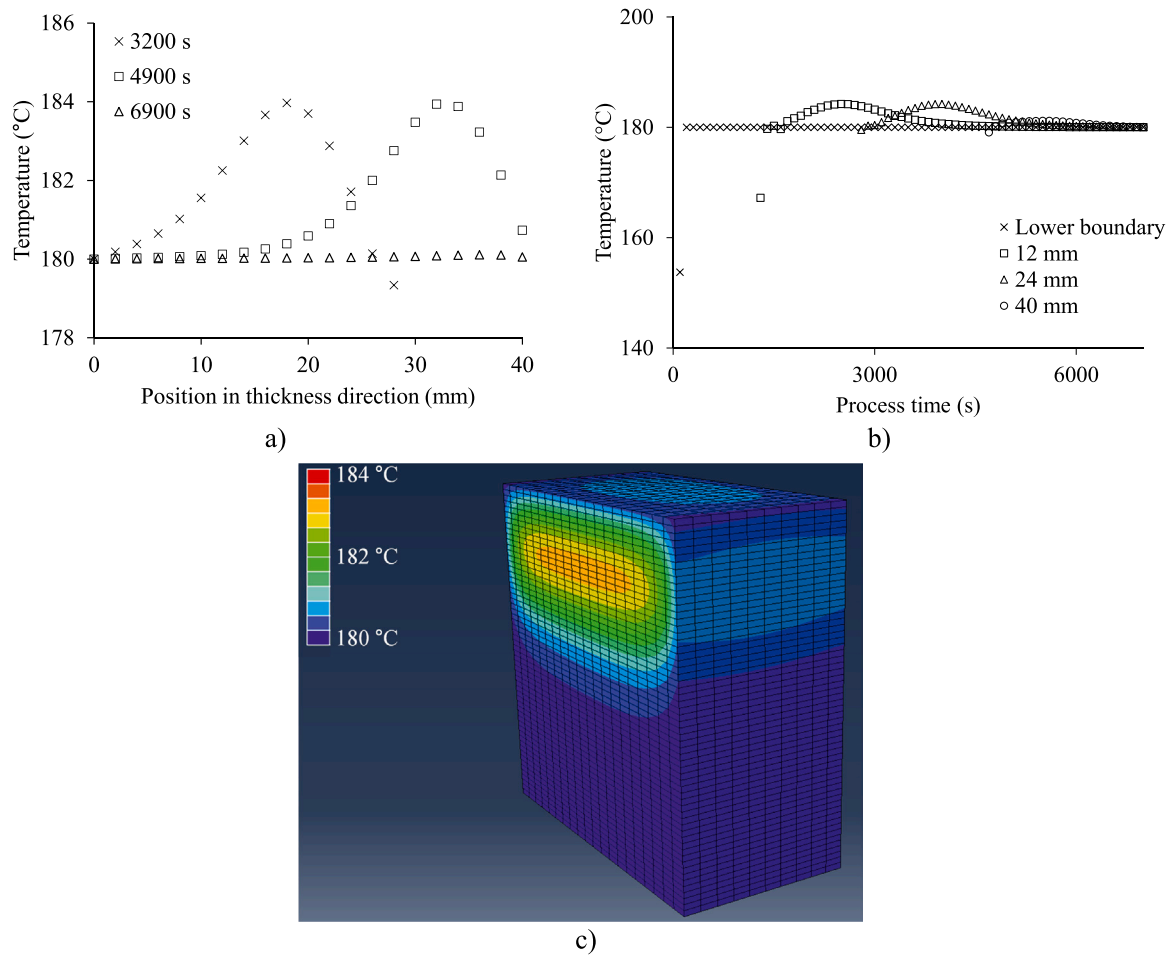 186
184
182
180
178
Temperature (°C)
3200 s
4900 s
6900 s
0
10
20
30
40
Position in thickness direction (mm)
a)
200
180
160
140
Temperature (°C)
Lower boundary
12 mm
24 mm
40 mm
0
3000
6000
Process time (s)
b)
184 °C
182 °C
180 °C
c)